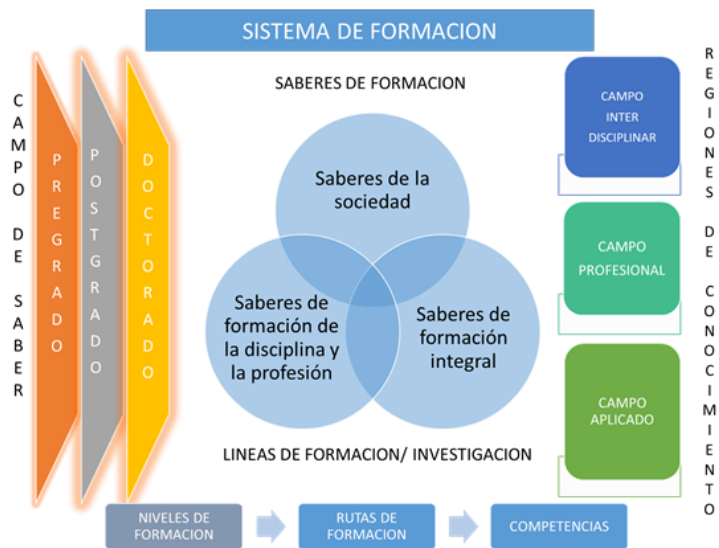 SISTEMA DE FORMACION
SABERES DE FORMACION
CAMPO DE SABER
PREGRADO
POSTGRADO
DOCTORADO
Saberes de la
sociedad
Saberes de
formación de
la disciplina y
la profesión
Saberes de
formación
integral
LINEAS DE FORMACION/ INVESTIGACION
CAMPO
INTER
DISCIPLINAR
CAMPO
PROFESIONAL
CAMPO
APLICADO
REGIONES DE CONOCIMIENTO
NIVELES DE
FORMACION
RUTAS DE
FORMACION
COMPETENCIAS